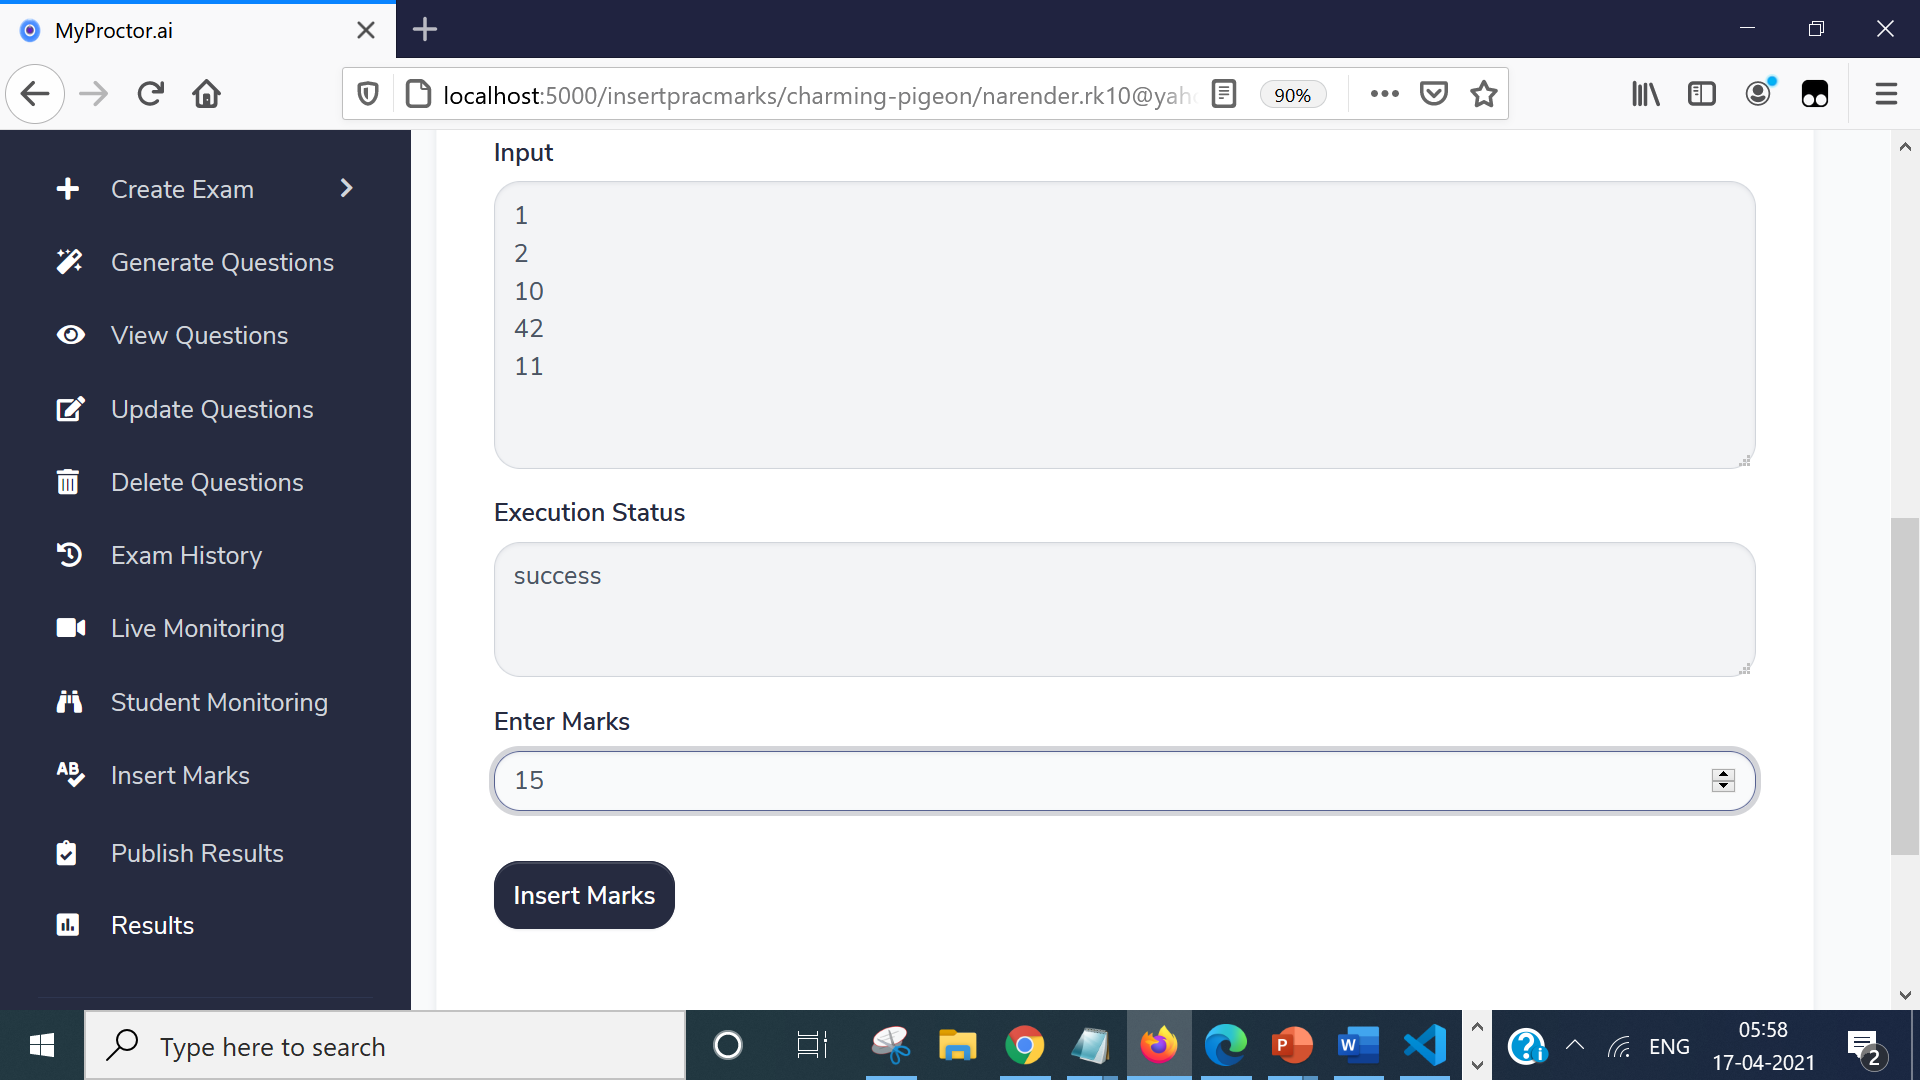 MyProctor.ai
localhost:5000/insertpracmarks/charming-pigeon/narender.rk10@yaho
90%
Create Exam
Generate Questions
View Questions
Update Questions
Delete Questions
Exam History
Live Monitoring
Student Monitoring
Insert Marks
Publish Results
Results
Input
1
2
10
42
11
Execution Status
success
Enter Marks
15
Insert Marks
Type here to search
ENG
05:58
17-04-2021
2